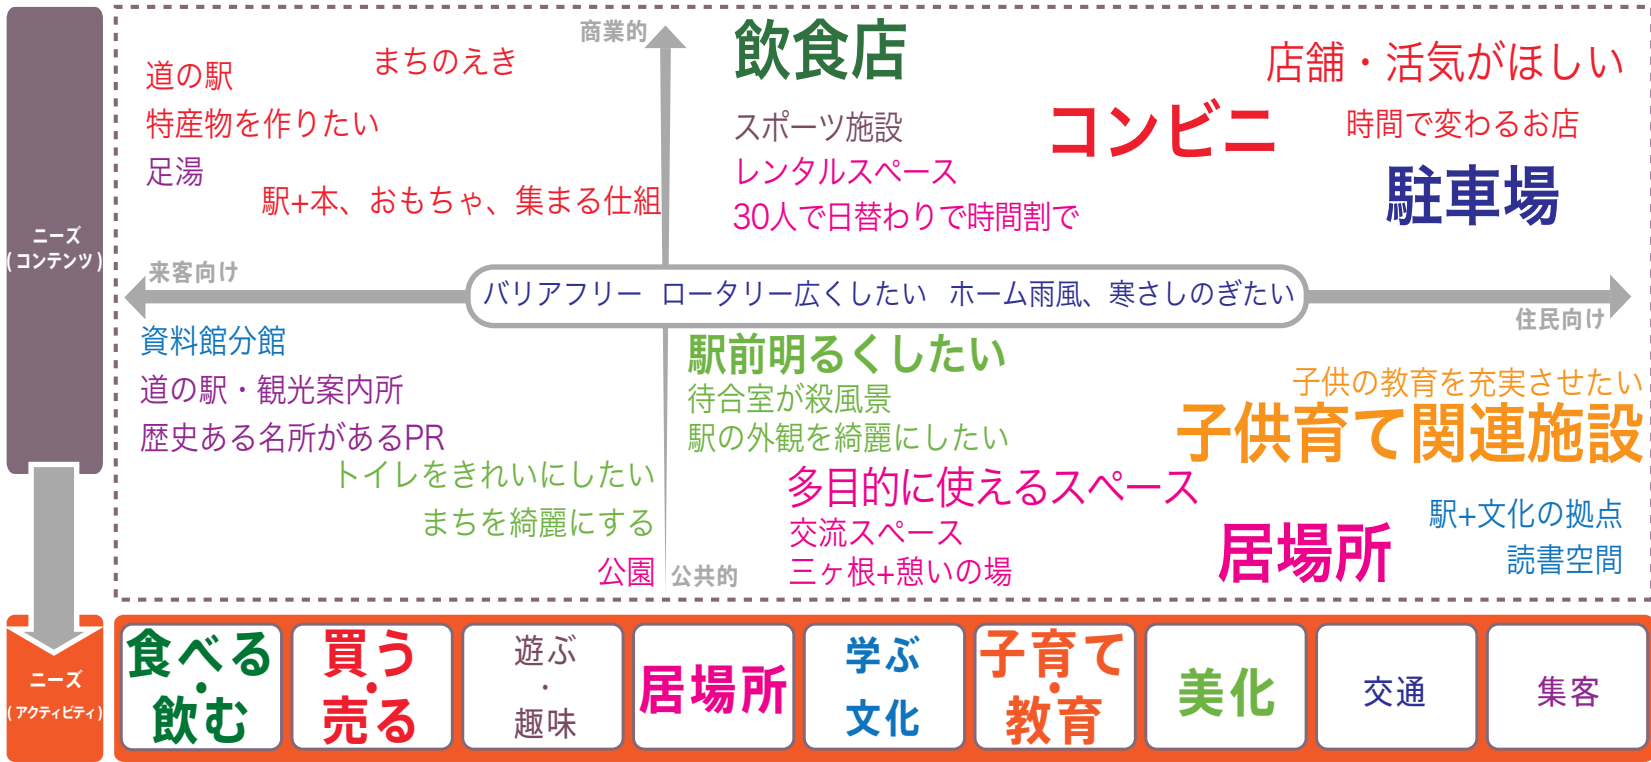 ニーズ
(コンテンツ)
商業的
道の駅
まちのえき
特産物を作りたい
足湯
駅+本、おもちゃ、集まる仕組
飲食店
スポーツ施設
レンタルスペース
30人で日替わりで時間割で
店舗・活気がほしい
コンビニ
時間で変わるお店
駐車場
来客向け
バリアフリー ロータリー広くしたい ホーム雨風、寒さしのぎたい
住民向け
資料館分館
道の駅・観光案内所
歴史ある名所があるPR
トイレをきれいにしたい
まちを綺麗にする
公園
公共的
駅前明るくしたい
待合室が殺風景
駅の外観を綺麗にしたい
多目的に使えるスペース
交流スペース
三ヶ根+憩いの場
子供の教育を充実させたい
子供育て関連施設
居場所
駅+文化の拠点
読書空間
ニーズ
(アクティビティ)
食べる
・
飲む
買う
・
売る
遊ぶ
・
趣味
居場所
学ぶ
文化
子育て
・
教育
美化
交通
集客